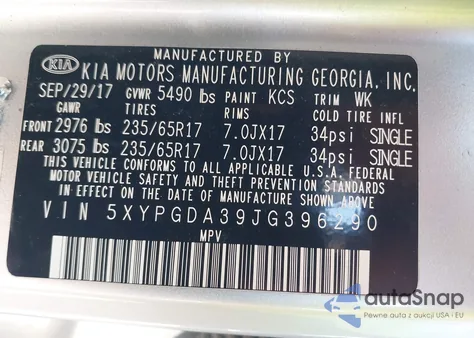 MANUFACTURED BY
KIA KIA MOTORS MANUFACTURING GEORGIA, INC.
SEP/29/17 GVWR 5490 lbs PAINT KCS TRIM WK
GAWR TIRES RIMS COLD TIRE INFL
FRONT 2976 lbs 235/65R17 7.0JX17 34psi SINGLE
REAR 3075 lbs 235/65R17 7.0JX17 34psi SINGLE
THIS VEHICLE CONFORMS TO ALL APPLICABLE U.S.A. FEDERAL
MOTOR VEHICLE SAFETY AND THEFT PREVENTION STANDARDS
IN EFFECT ON THE DATE OF MANUFACTURE SHOWN ABOVE
VIN 5XYPGDA39JG396290
MPV
autoSnap
Pewne auta z aukcji USA i EU